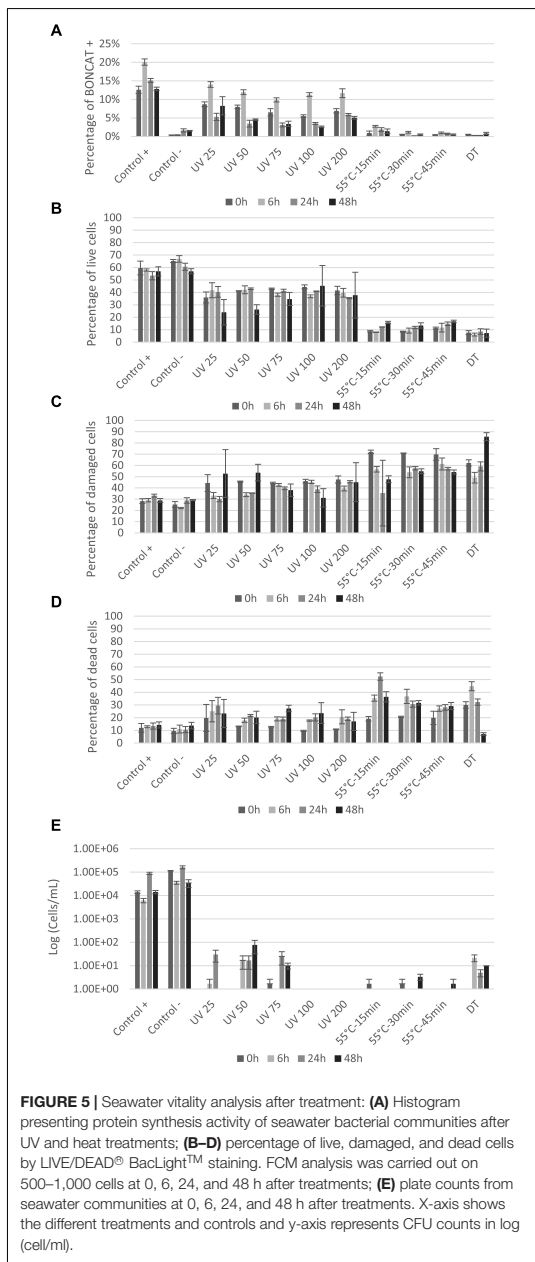 A
Percentage of BONCAT +
25%
20%
15%
10%
5%
0%
Control +
Control -
UV 25
UV 50
UV 75
UV 100
UV 200
55°C-15min
55°C-30min
55°C-45min
DT
0h 6h 24h 48h
B
Percentage of live cells
100
90
80
70
60
50
40
30
20
10
0
Control +
Control -
UV 25
UV 50
UV 75
UV 100
UV 200
55°C-15min
55°C-30min
55°C-45min
DT
0h 6h 24h 48h
C
Percentage of damaged cells
100
90
80
70
60
50
40
30
20
10
0
Control +
Control -
UV 25
UV 50
UV 75
UV 100
UV 200
55°C-15min
55°C-30min
55°C-45min
DT
0h 6h 24h 48h
D
Percentage of dead cells
100
90
80
70
60
50
40
30
20
10
0
Control +
Control -
UV 25
UV 50
UV 75
UV 100
UV 200
55°C-15min
55°C-30min
55°C-45min
DT
0h 6h 24h 48h
E
Log (Cells/mL)
1.00E+06
1.00E+05
1.00E+04
1.00E+03
1.00E+02
1.00E+01
1.00E+00
Control +
Control -
UV 25
UV 50
UV 75
UV 100
UV 200
55°C-15min
55°C-30min
55°C-45min
DT
0h 6h 24h 48h
FIGURE 5 | Seawater vitality analysis after treatment: (A) Histogram
presenting protein synthesis activity of seawater bacterial communities after
UV and heat treatments; (B–D) percentage of live, damaged, and dead cells
by LIVE/DEAD® BacLight™ staining. FCM analysis was carried out on
500–1,000 cells at 0, 6, 24, and 48 h after treatments; (E) plate counts from
seawater communities at 0, 6, 24, and 48 h after treatments. X-axis shows
the different treatments and controls and y-axis represents CFU counts in log
(cell/ml).